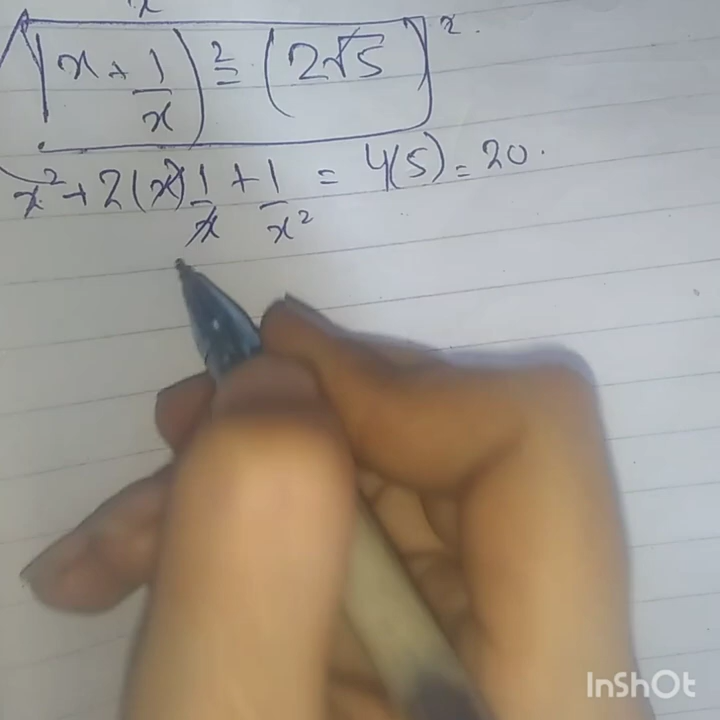 x
(x + 1/x)² = (2√5)².
x² + 2(x) 1/x + 1/x² = 4(5) = 20.
InShOt